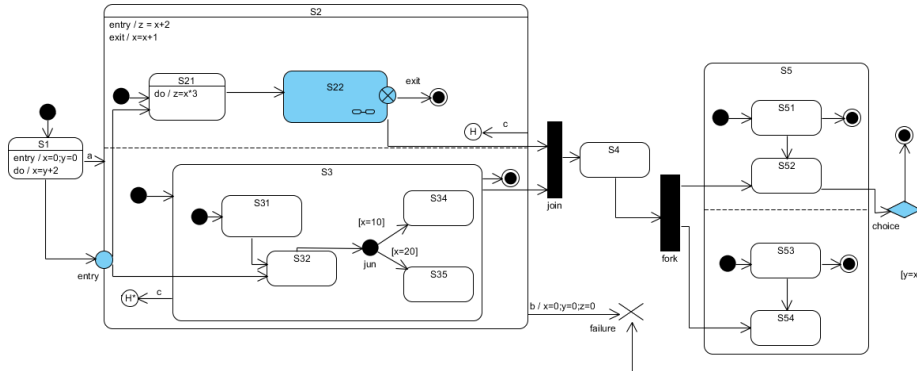 S2
entry / z = x+2
exit / x=x+1
S21
do / z=x*3
S22
exit
S1
entry / x=0;y=0
do / x=y+2
a
H
c
S3
S31
S32
[x=10]
jun
[x=20]
S34
S35
entry
H*
c
join
S4
fork
b / x=0;y=0;z=0
failure
S5
S51
S52
S53
S54
choice
[y=x